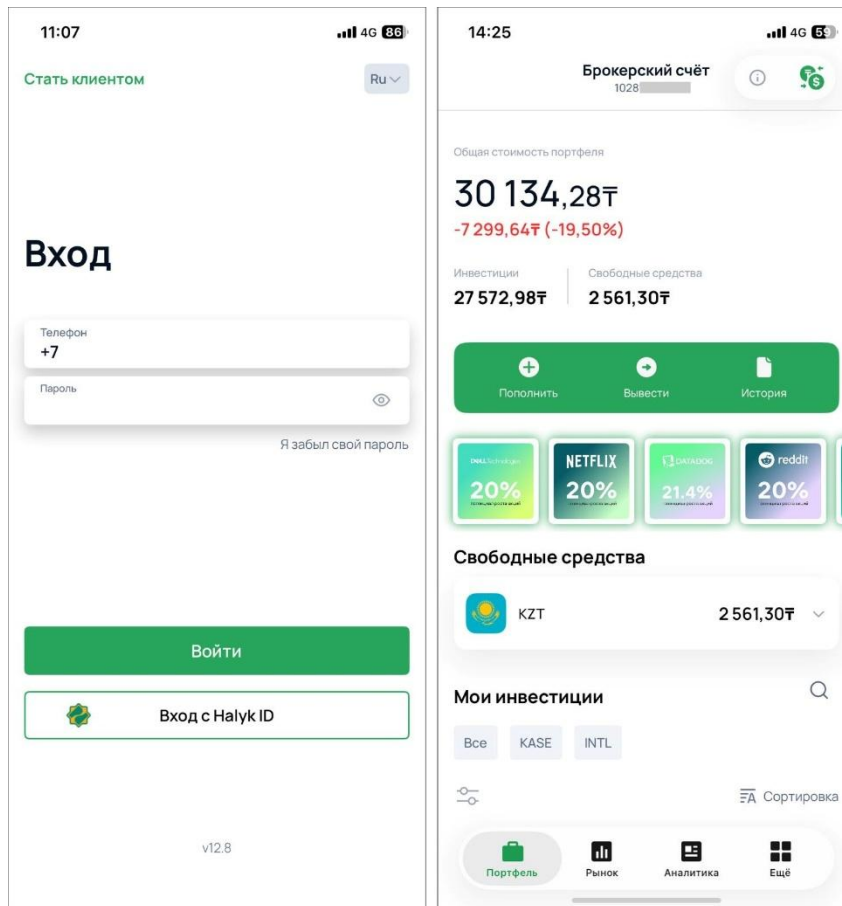 11:07
4G 86
Стать клиентом
Ru
Вход
Телефон
+7
Пароль
Я забыл свой пароль
Войти
Вход с Halyk ID
v12.8
14:25
4G 59
Брокерский счёт
1028
Общая стоимость портфеля
30 134,28₸
-7 299,64₸ (-19,50%)
Инвестиции
Свободные средства
27 572,98₸
2 561,30₸
Пополнить
Вывести
История
DELL Technologies
NETFLIX
DATADOG
reddit
20%
20%
21.4%
20%
Свободные средства
KZT
2 561,30₸
Мои инвестиции
Все
KASE
INTL
Сортировка
Портфель
Рынок
Аналитика
Ещё